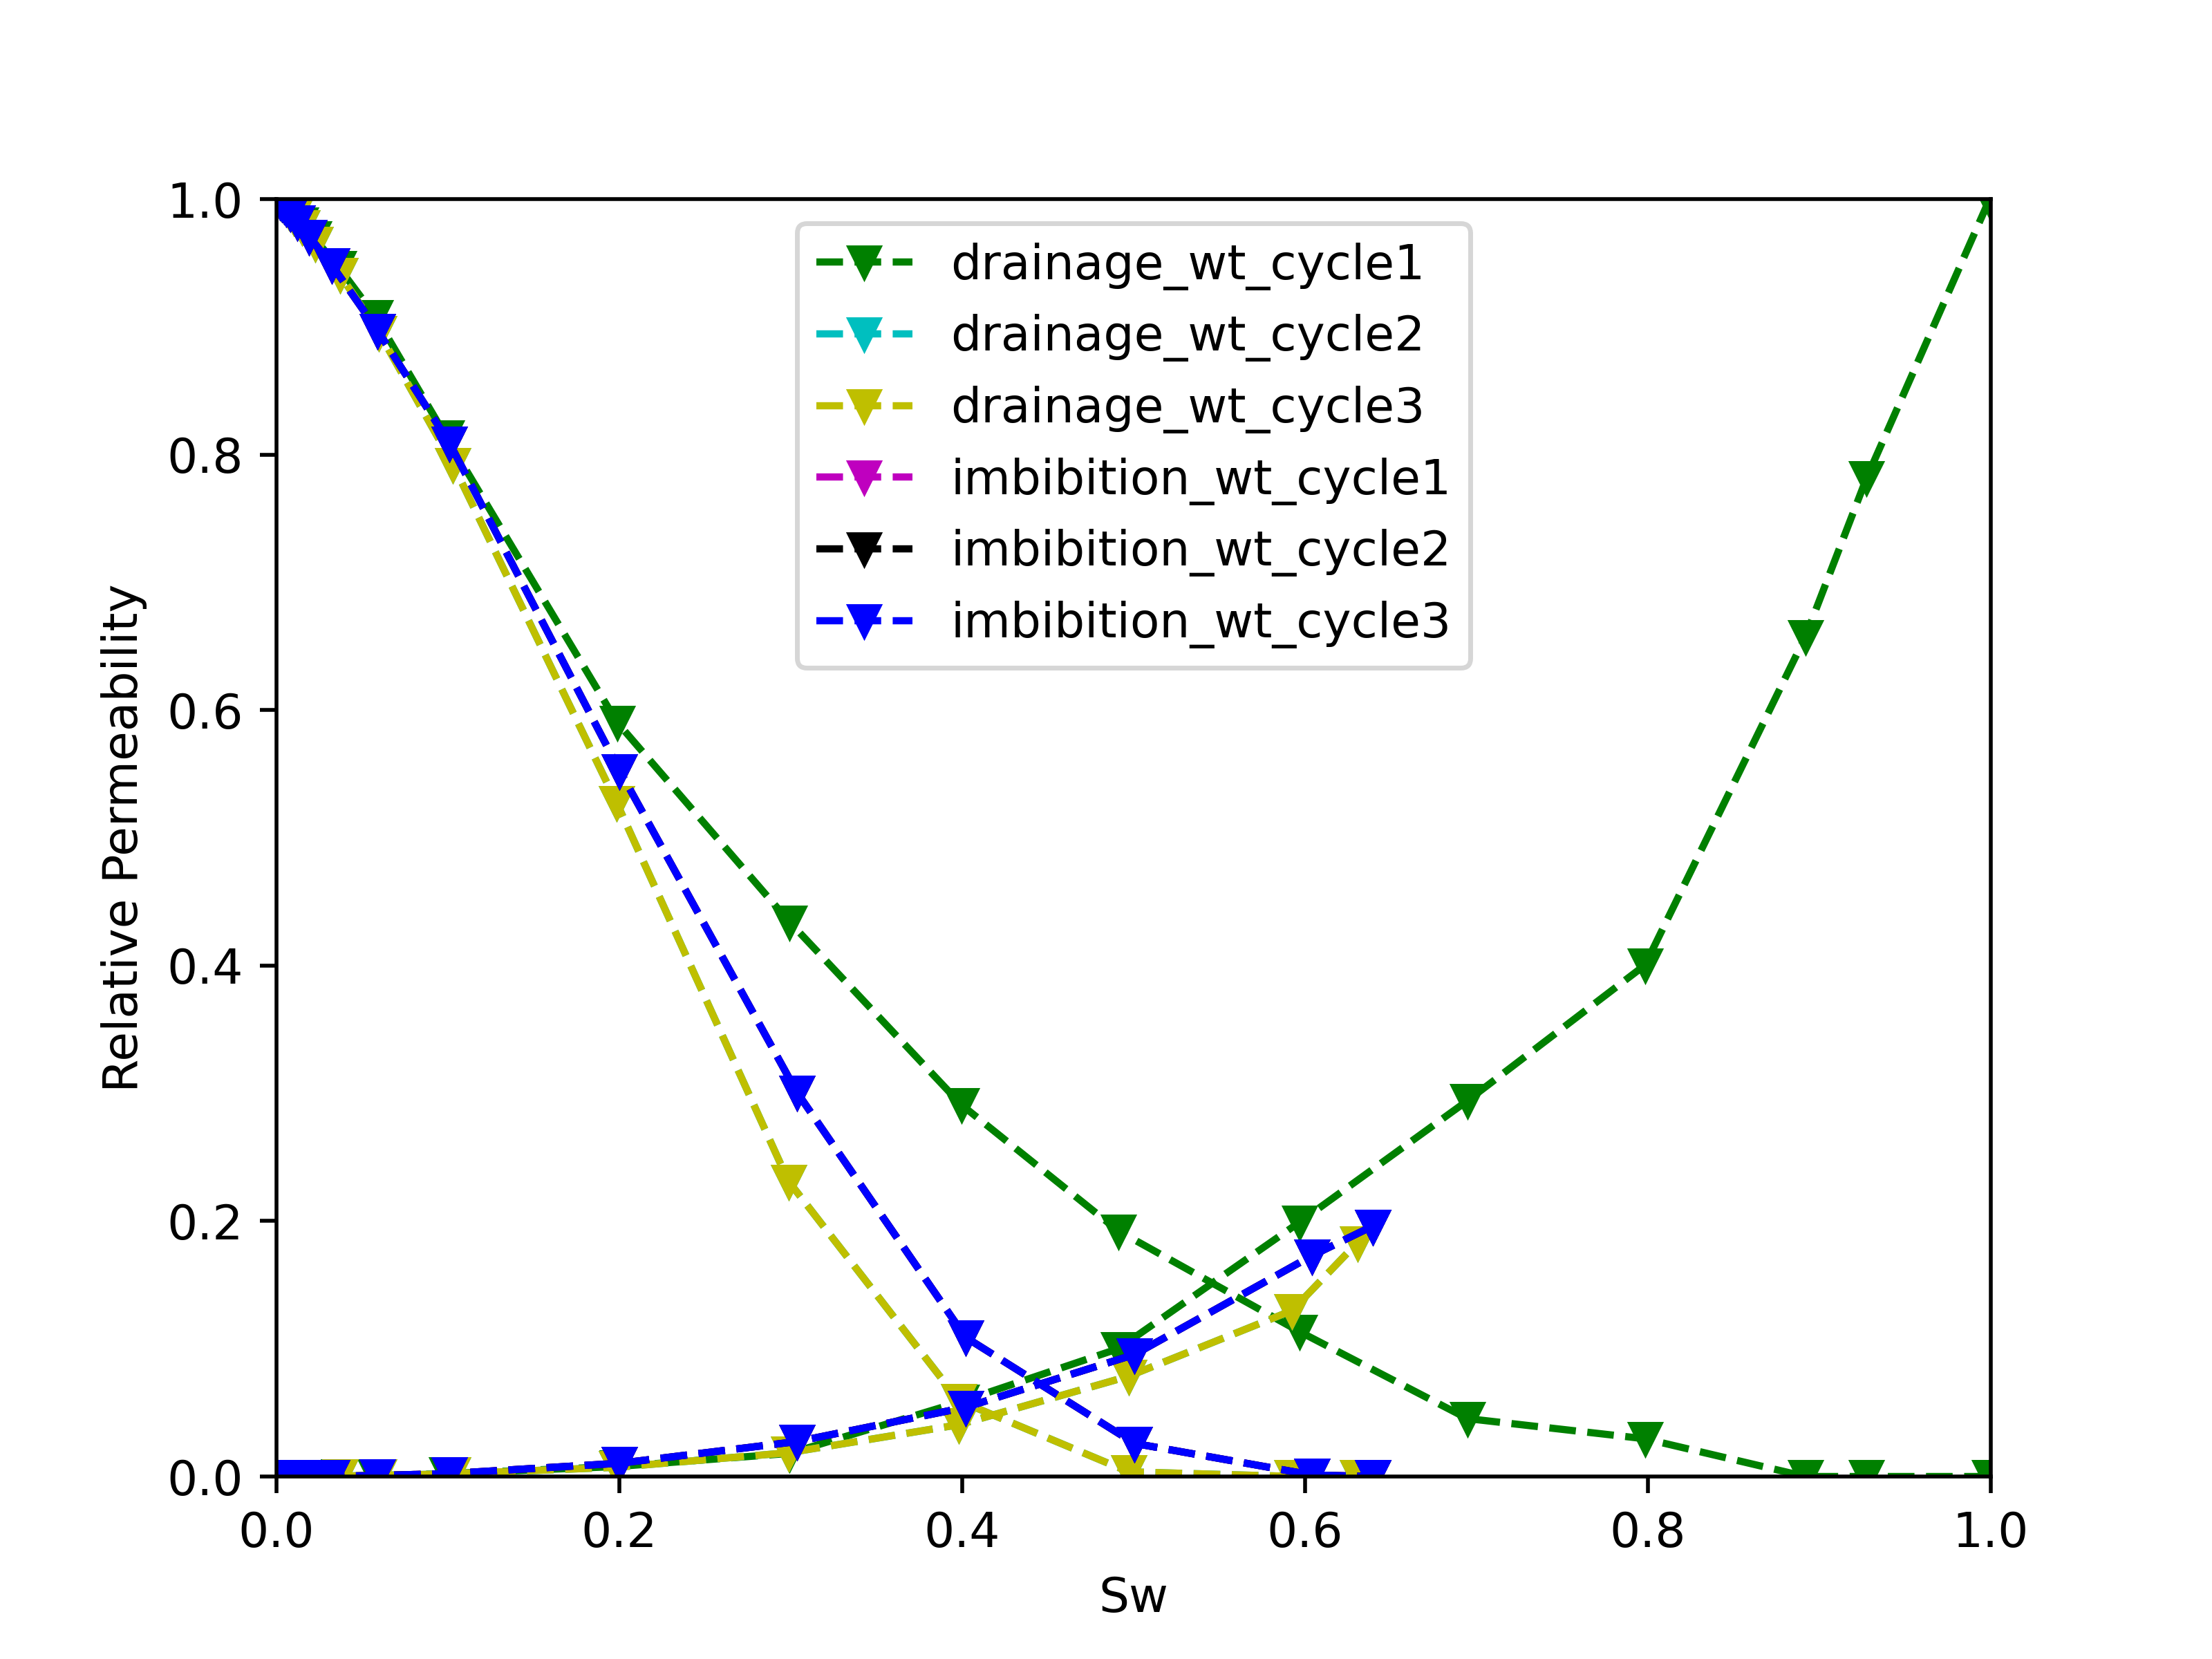 1.0
0.8
0.6
0.4
0.2
0.0
Relative Permeability
drainage_wt_cycle1
drainage_wt_cycle2
drainage_wt_cycle3
imbibition_wt_cycle1
imbibition_wt_cycle2
imbibition_wt_cycle3
0.0 0.2 0.4 0.6 0.8 1.0
Sw